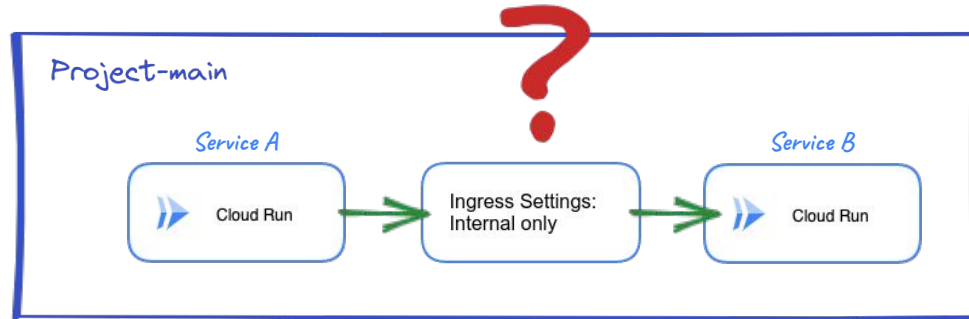 ?
Project-main
Service A
Service B
Cloud Run
Ingress Settings:
Internal only
Cloud Run